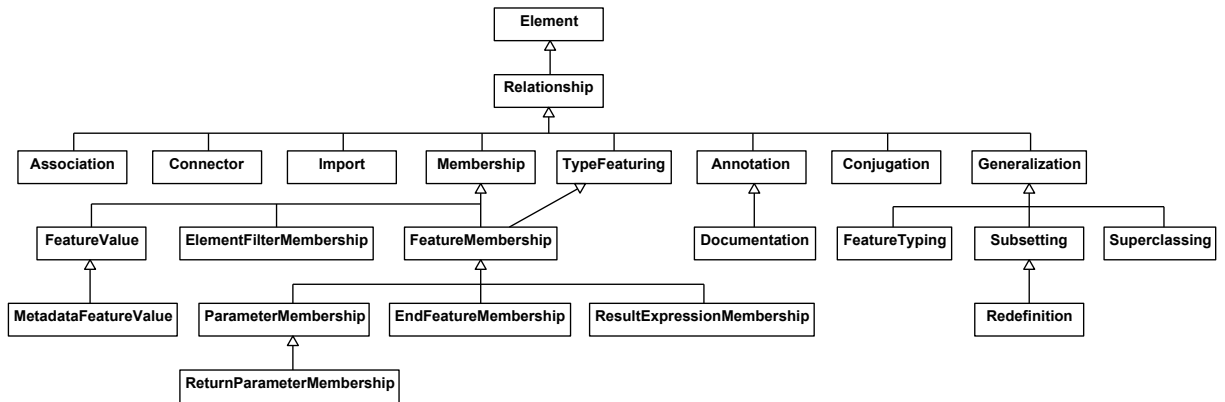 Element
Relationship
Association
Connector
Import
Membership
TypeFeaturing
Annotation
Conjugation
Generalization
FeatureValue
ElementFilterMembership
FeatureMembership
Documentation
FeatureTyping
Subsetting
Superclassing
MetadataFeatureValue
ParameterMembership
EndFeatureMembership
ResultExpressionMembership
Redefinition
ReturnParameterMembership